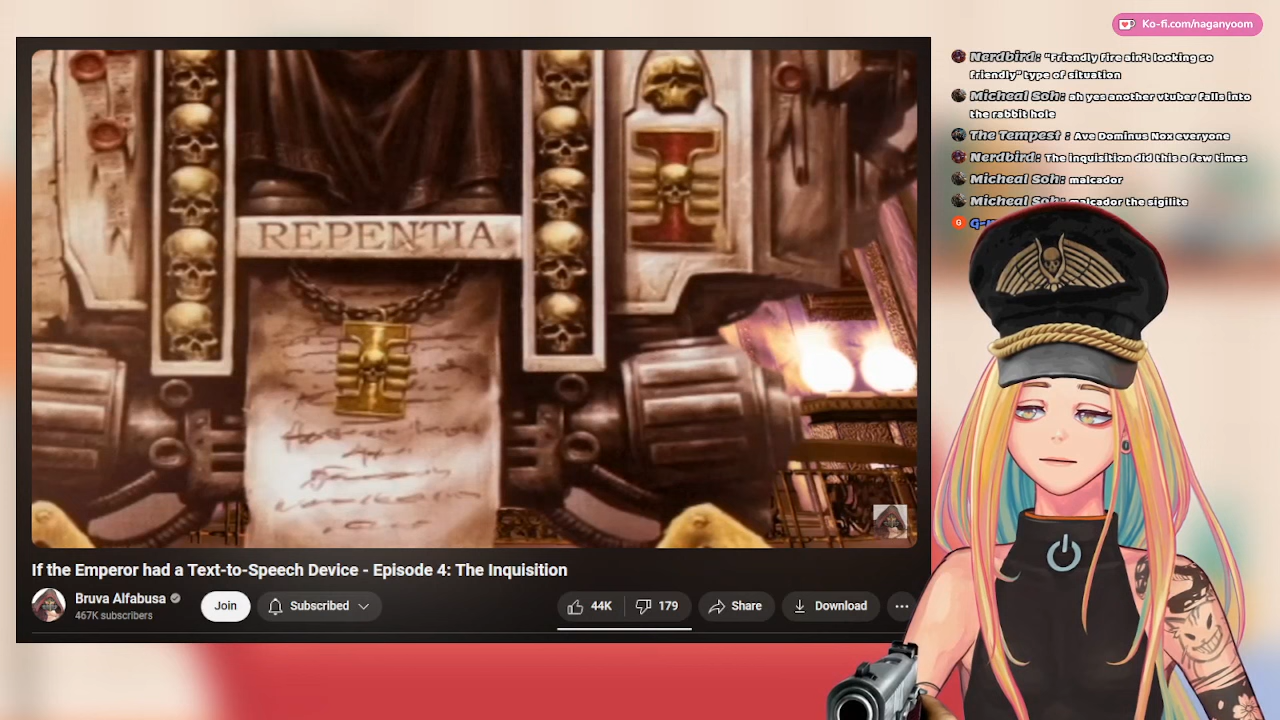 Ko-fi.com/naganyoom
Nerdbird: "Friendly Fire ain't looking so
friendly" type of situation
Micheal Soh: ah yes another vtuber falls into
the rabbit hole
The Tempest : Ave Dominus Nox everyone
Nerdbird: The inquisition did this a few times
Micheal Soh: malcador
Micheal Soh: malcador the sigilite
G
REPENTIA
If the Emperor had a Text-to-Speech Device - Episode 4: The Inquisition
Bruva Alfabusa
467K subscribers
Join
Subscribed
44K
179
Share
Download